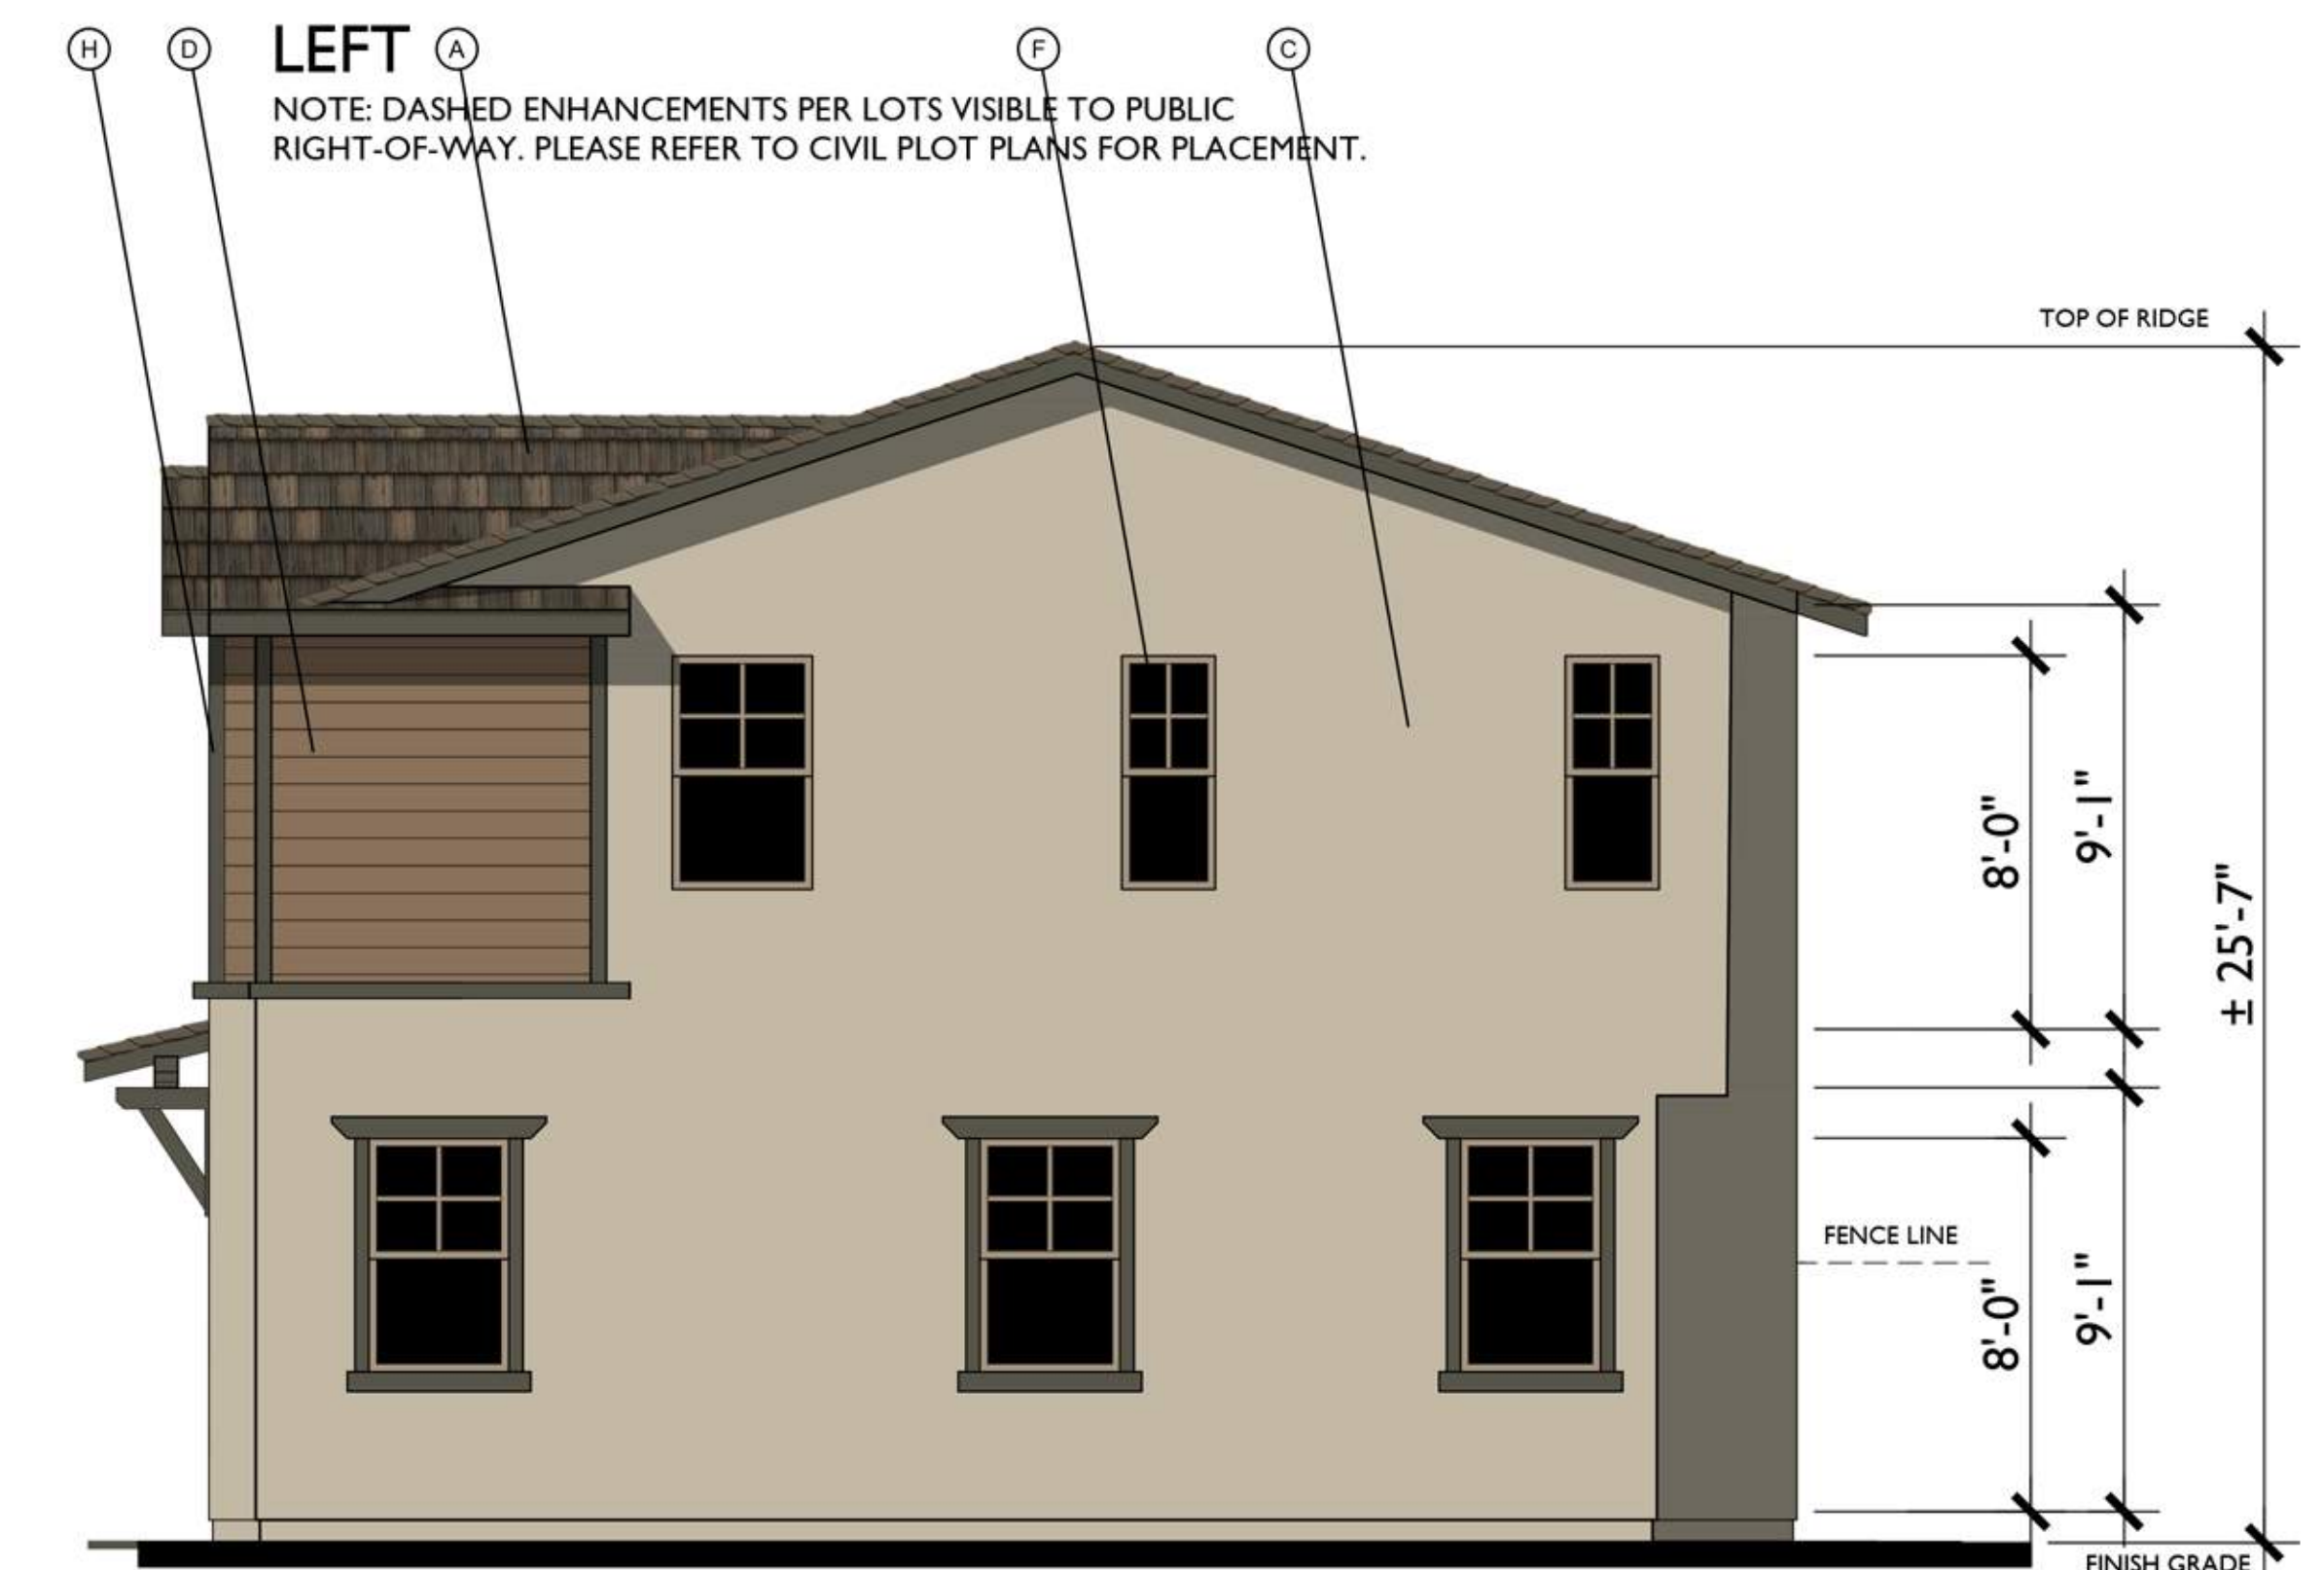 H D LEFT A F C
NOTE: DASHED ENHANCEMENTS PER LOTS VISIBLE TO PUBLIC
RIGHT-OF-WAY. PLEASE REFER TO CIVIL PLOT PLANS FOR PLACEMENT.
TOP OF RIDGE
8'-0"
9'-1"
± 25'-7"
FENCE LINE
8'-0"
9'-1"
FINISH GRADE